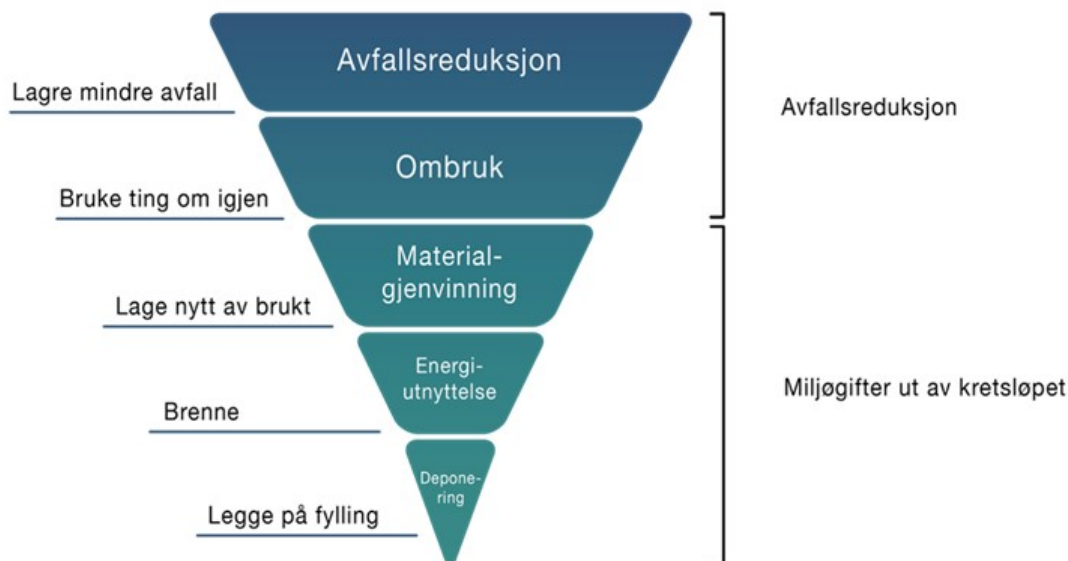 Avfallsreduksjon
Lagre mindre avfall
Avfallsreduksjon
Ombruk
Bruke ting om igjen
Material-
gjenvinning
Lage nytt av brukt
Energi-
utnyttelse
Miljøgifter ut av kretsløpet
Brenne
Depone-
ring
Legge på fylling